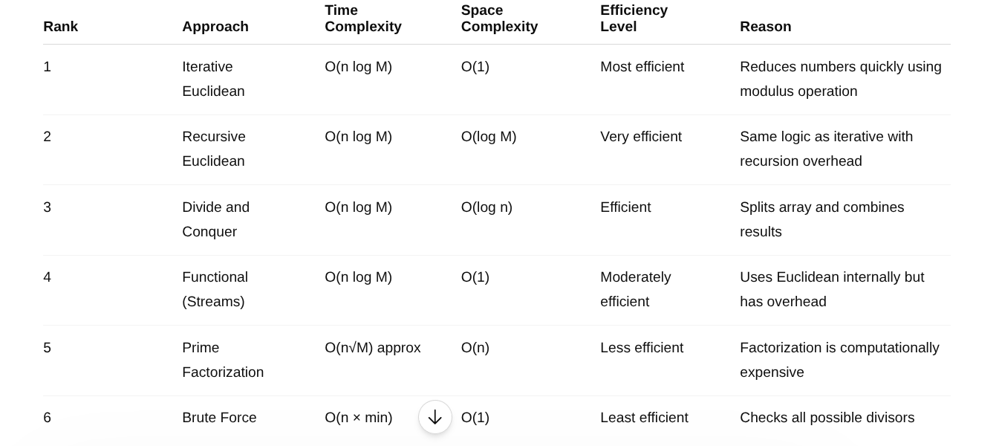 Rank Approach Time Complexity Space Complexity Efficiency Level Reason
1 Iterative Euclidean O(n log M) O(1) Most efficient Reduces numbers quickly using modulus operation
2 Recursive Euclidean O(n log M) O(log M) Very efficient Same logic as iterative with recursion overhead
3 Divide and Conquer O(n log M) O(log n) Efficient Splits array and combines results
4 Functional (Streams) O(n log M) O(1) Moderately efficient Uses Euclidean internally but has overhead
5 Prime Factorization O(n√M) approx O(n) Less efficient Factorization is computationally expensive
6 Brute Force O(n × min) O(1) Least efficient Checks all possible divisors